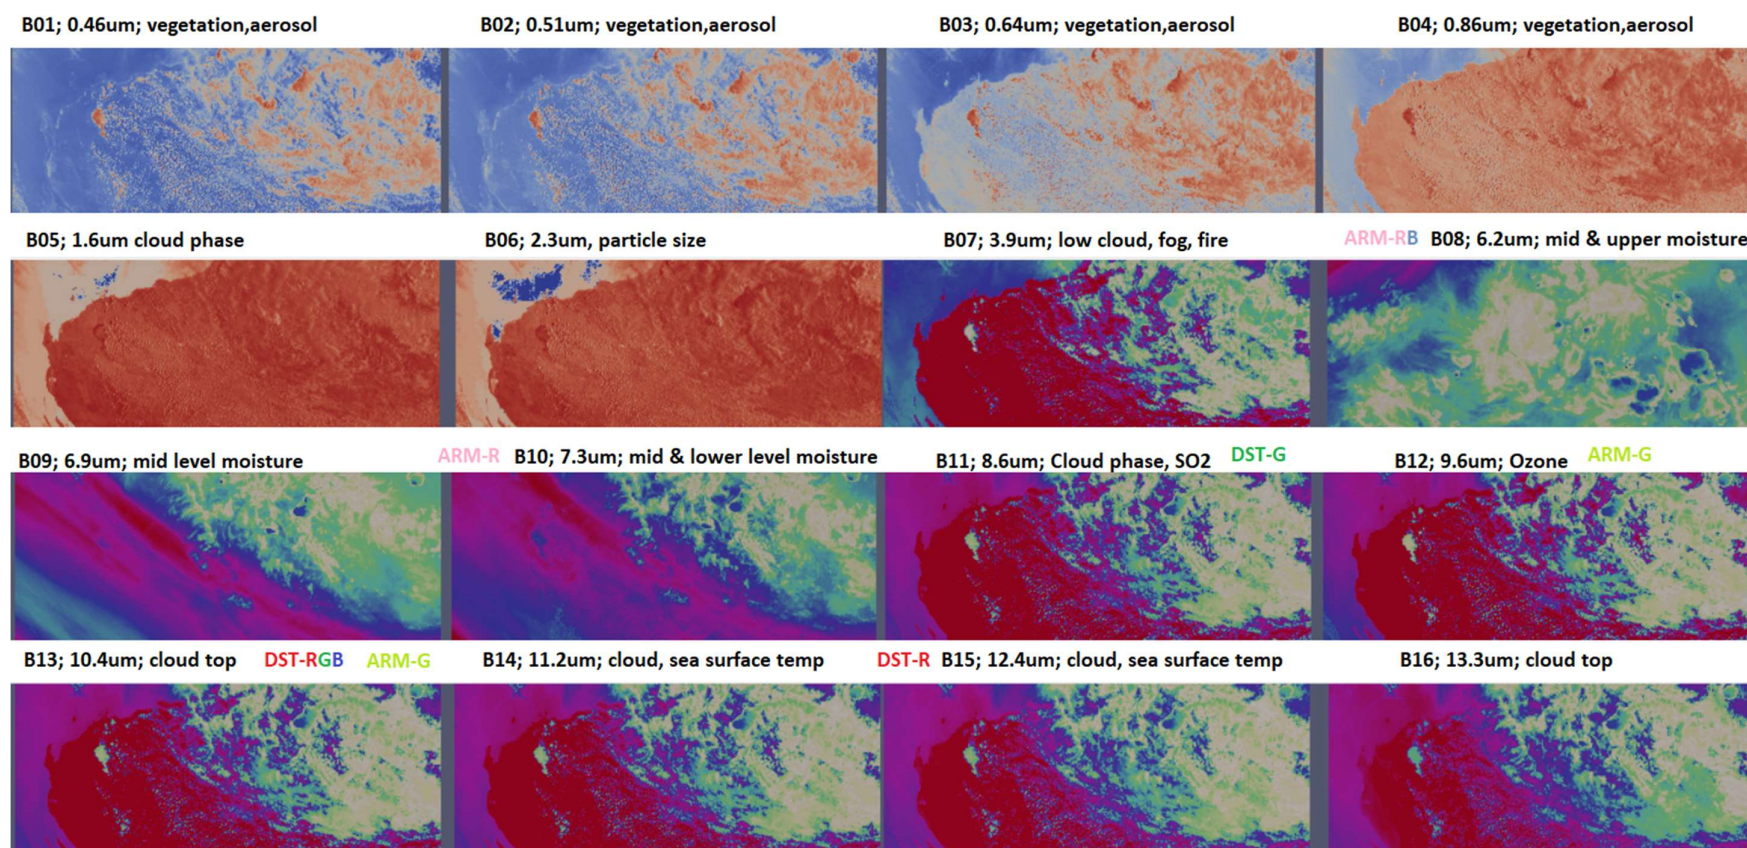 B01; 0.46um; vegetation,aerosol
B02; 0.51um; vegetation,aerosol
B03; 0.64um; vegetation,aerosol
B04; 0.86um; vegetation,aerosol
B05; 1.6um cloud phase
B06; 2.3um, particle size
B07; 3.9um; low cloud, fog, fire
ARM-RB B08; 6.2um; mid & upper moisture
B09; 6.9um; mid level moisture
ARM-R B10; 7.3um; mid & lower level moisture
B11; 8.6um; Cloud phase, SO2 DST-G
B12; 9.6um; Ozone ARM-G
B13; 10.4um; cloud top DST-RGB ARM-G
B14; 11.2um; cloud, sea surface temp
DST-R B15; 12.4um; cloud, sea surface temp
B16; 13.3um; cloud top